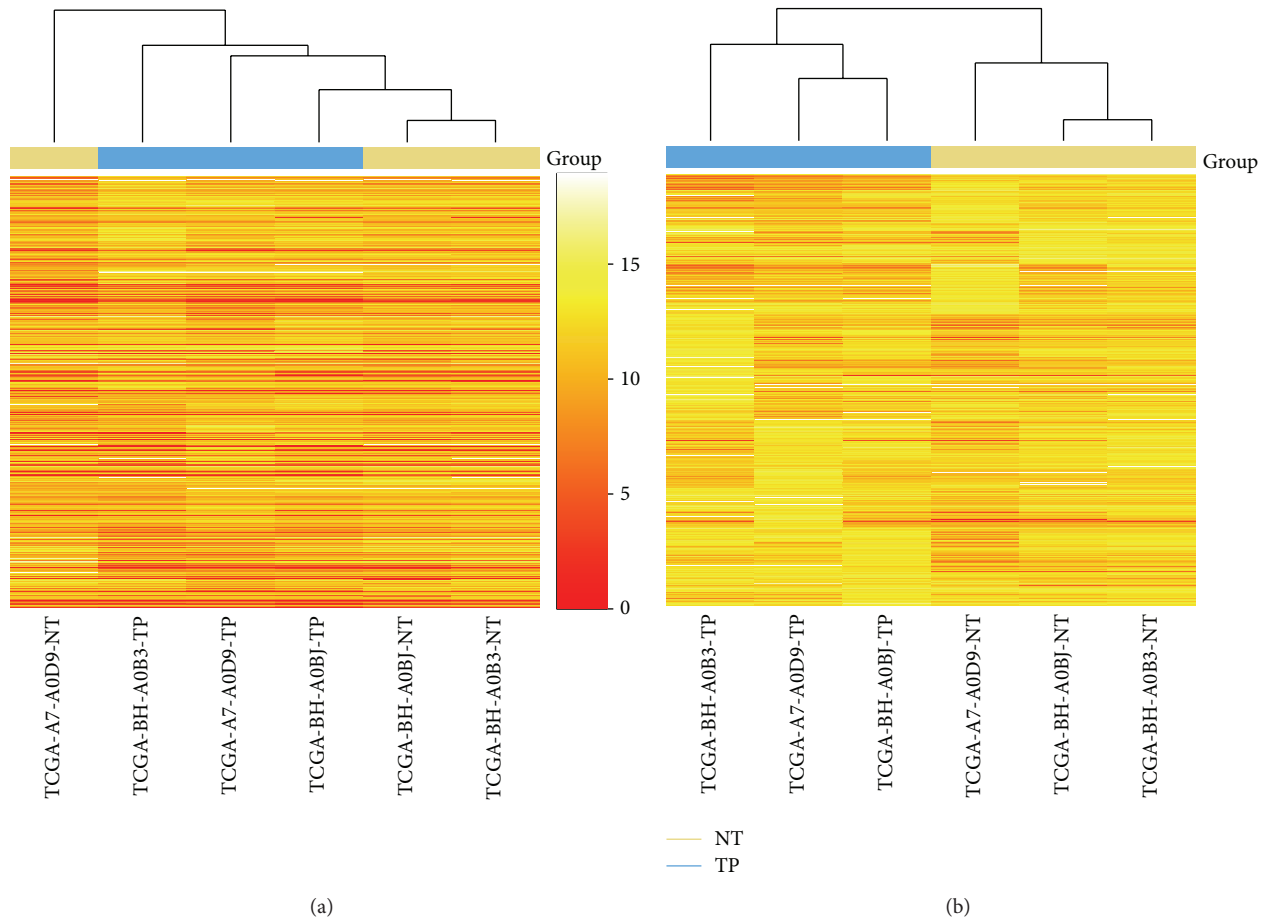 Group
15
10
5
0
TCGA-A7-A0D9-NT
TCGA-BH-A0B3-TP
TCGA-A7-A0D9-TP
TCGA-BH-A0BJ-TP
TCGA-BH-A0BJ-NT
TCGA-BH-A0B3-NT
(a)
Group
TCGA-BH-A0B3-TP
TCGA-A7-A0D9-TP
TCGA-BH-A0BJ-TP
TCGA-A7-A0D9-NT
TCGA-BH-A0BJ-NT
TCGA-BH-A0B3-NT
NT
TP
(b)